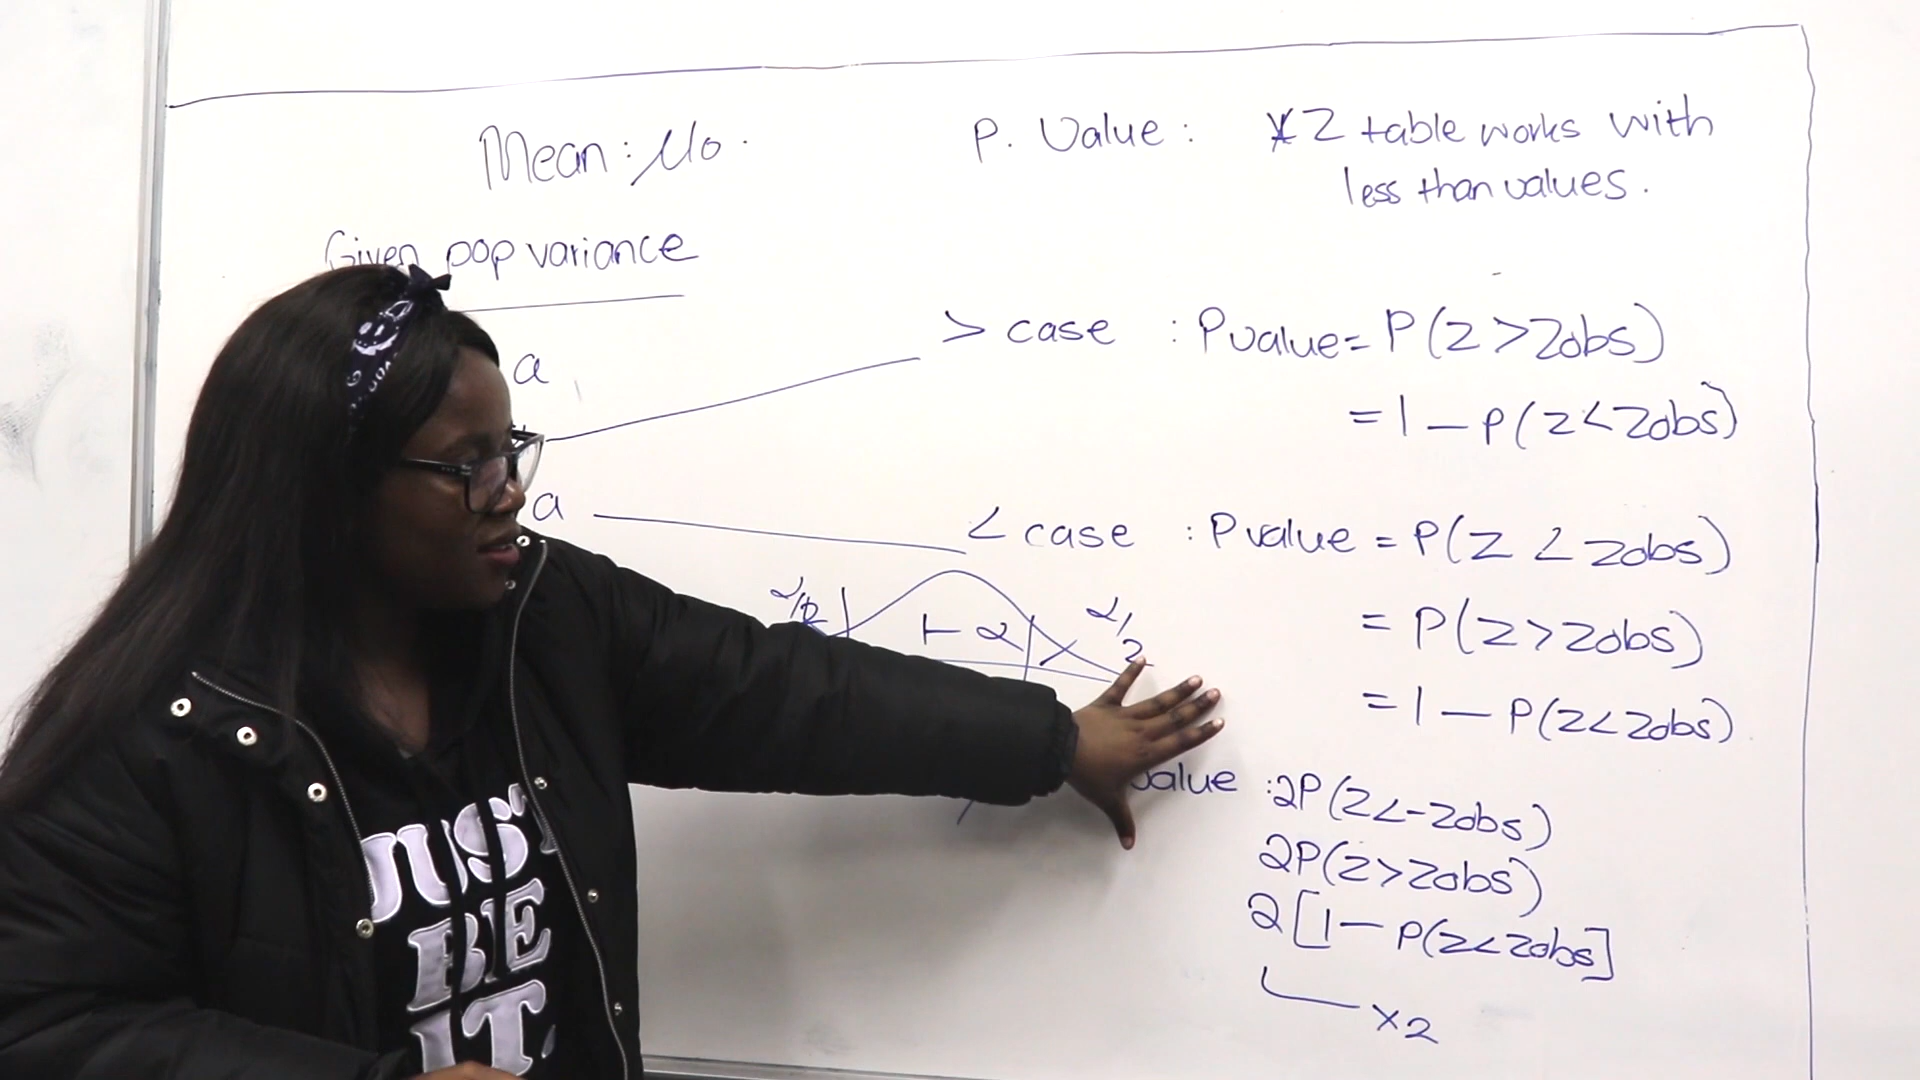 Mean: μ0.
Given pop variance
a
a
P. Value: * Z table works with
less than values.
> case : Pvalue = P(Z > Zobs)
= 1 - P(Z < Zobs)
< case : Pvalue = P(Z < Zobs)
= P(Z > Zobs)
= 1 - P(Z < Zobs)
α/2 1 - α α/2
value : 2P(Z < -Zobs)
2P(Z > Zobs)
2[1 - P(Z < Zobs]
x2
JUST
BE
IT.